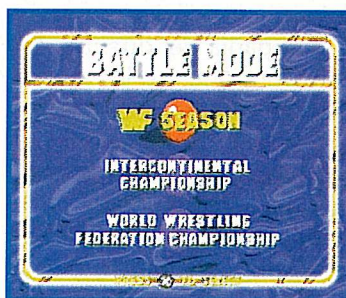 BATTLE MODE
WF SEASON
INTERCONTINENTAL
CHAMPIONSHIP
WORLD WRESTLING
FEDERATION CHAMPIONSHIP